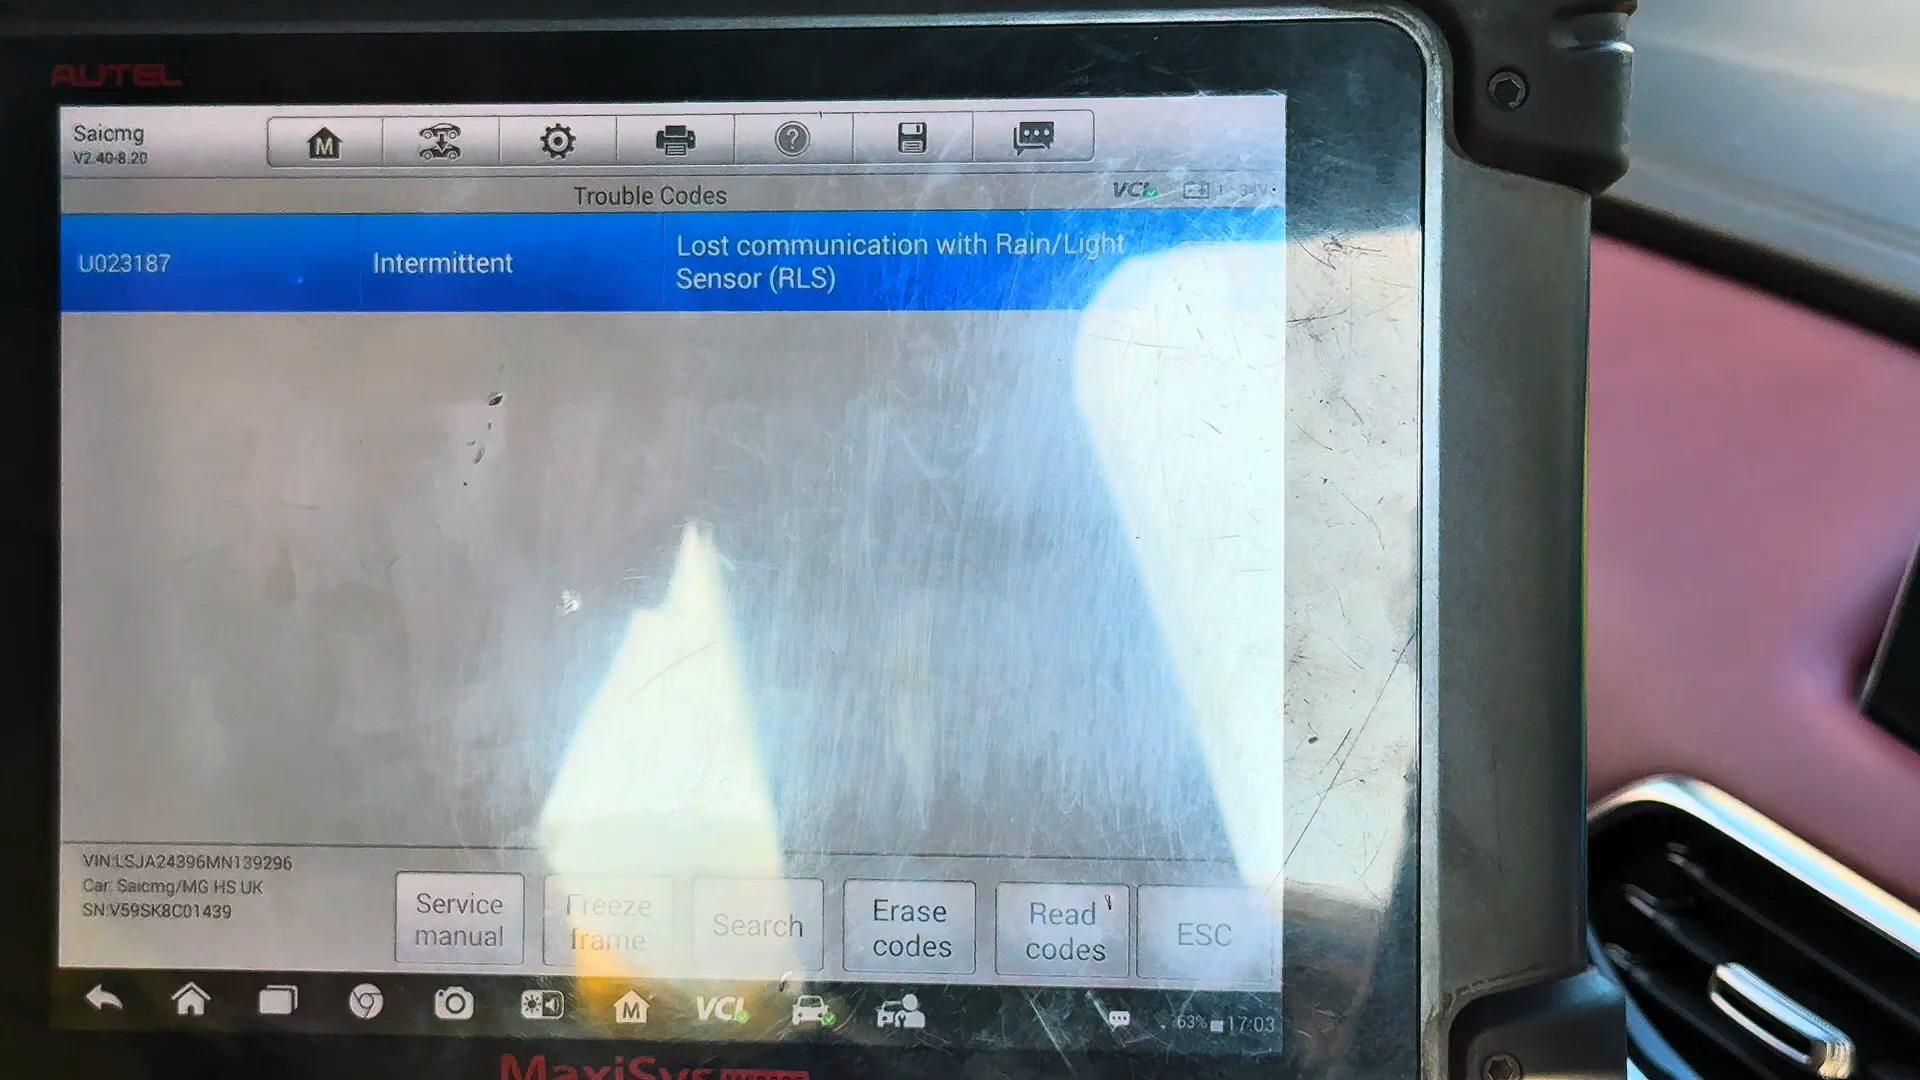 AUTEL
Saicmg
V2.40-8.20
M
?
Trouble Codes
VCI
U023187
Intermittent
Lost communication with Rain/Light
Sensor (RLS)
VIN:LSJA24396MN139296
Car: Saicmg/MG HS UK
SN:V59SK8C01439
Service
manual
Freeze
frame
Search
Erase
codes
Read
codes
ESC
M
VCI
63%
17:03
MaxiSys